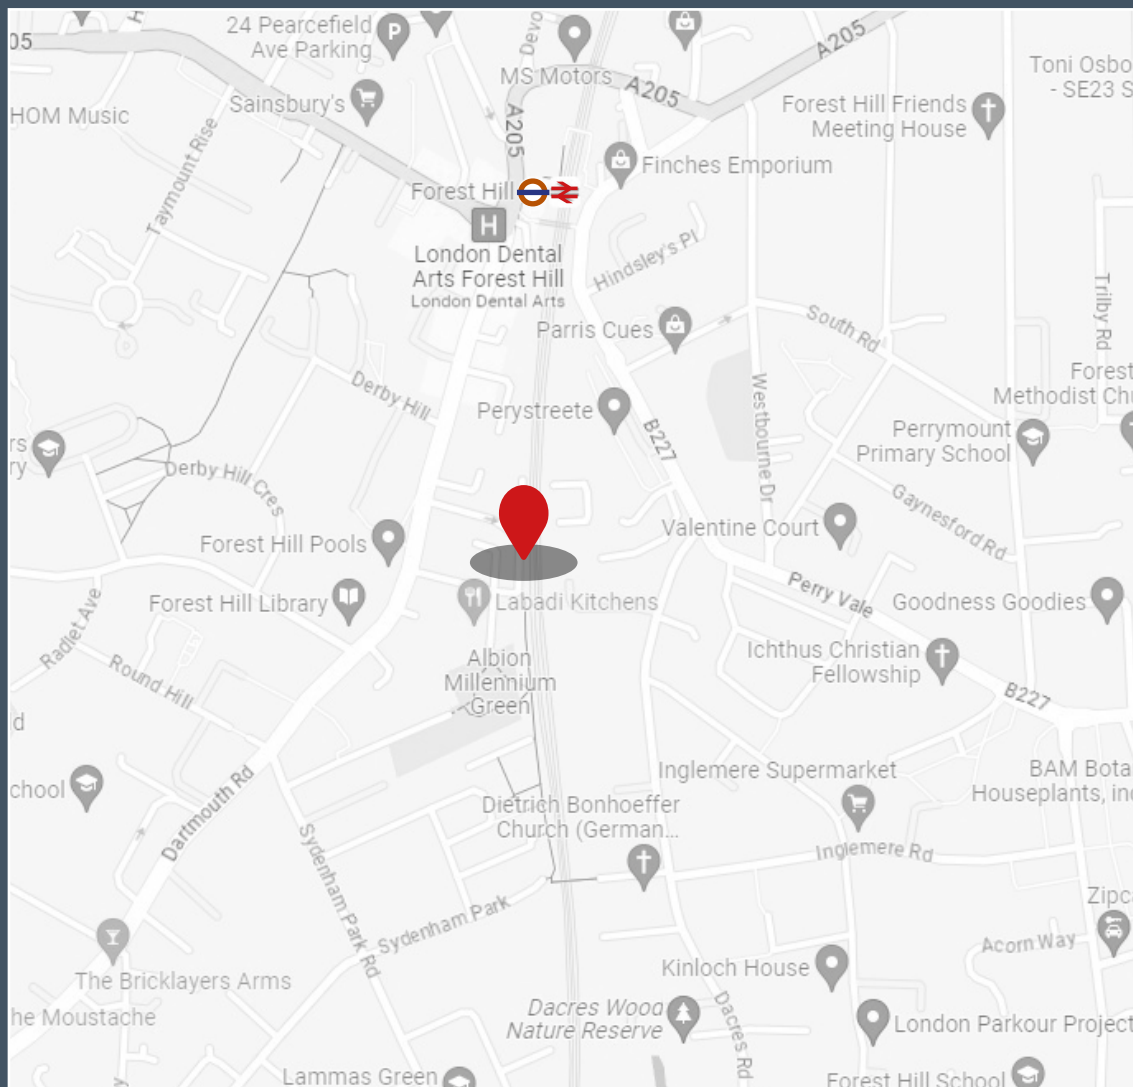 05
24 Pearcefield
Ave Parking
P
H
Devo
MS Motors
A205
A205
A205
Toni Osbo
- SE23 S
HOM Music
Sainsbury's
Forest Hill Friends
Meeting House
Taymount Rise
Finches Emporium
Forest Hill
H
London Dental
Arts Forest Hill
London Dental Arts
Hindsley's Pl
Parris Cues
South Rd
Trilby Rd
Derby Hill
Westbourne Dr
Forest
Methodist Chu
Perystreete
B227
Perrymount
Primary School
rs
ry
Derby Hill Cres
Gaynesford Rd
Valentine Court
Forest Hill Pools
Perry Vale
Forest Hill Library
Labadi Kitchens
Goodness Goodies
Radlet Ave
Round Hill
Albion
Millennium
Green
Ichthus Christian
Fellowship
B227
d
chool
Dartmouth Rd
Inglemere Supermarket
BAM Bota
Houseplants, ind
Dietrich Bonhoeffer
Church (German...
Inglemere Rd
Sydenham Park Rd
Sydenham Park
Zipca
Acorn Way
The Bricklayers Arms
Kinloch House
he Moustache
Dacres Wood
Nature Reserve
Dacres Rd
London Parkour Project
y
Lammas Green
Forest Hill School